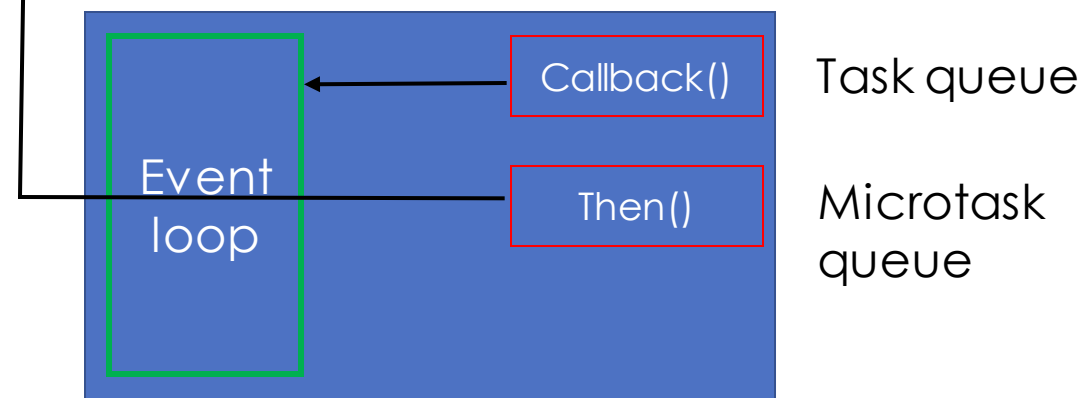 Callback()
Task queue
Event
loop
Then()
Microtask
queue